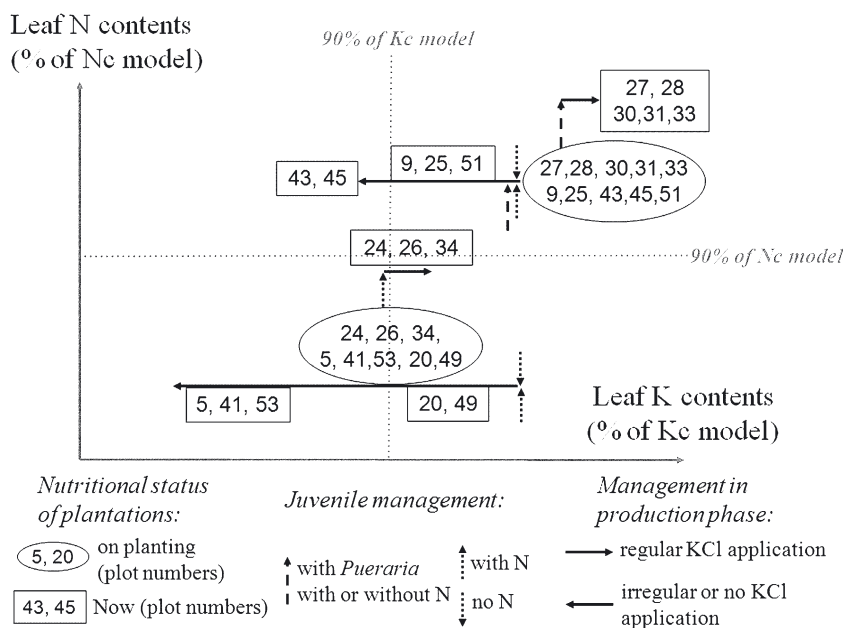 Leaf N contents
(% of Nc model)
90% of Kc model
27, 28
30,31,33
9, 25, 51
43, 45
27,28, 30,31,33
9,25, 43,45,51
24, 26, 34
90% of Nc model
24, 26, 34,
5, 41,53, 20,49
5, 41, 53
20, 49
Leaf K contents
(% of Kc model)
Nutritional status
of plantations:
5, 20
on planting
(plot numbers)
43, 45
Now (plot numbers)
Juvenile management:
with Pueraria
with or without N
with N
no N
Management in
production phase:
regular KCl application
irregular or no KCl
application